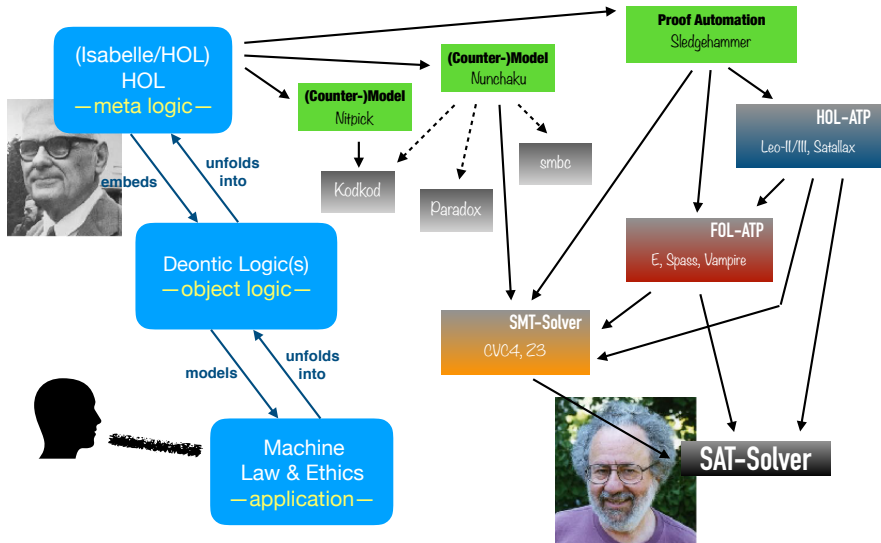 (Isabelle/HOL)
HOL
—meta logic—
embeds
unfolds
into
Deontic Logic(s)
—object logic—
models
unfolds
into
Machine
Law & Ethics
—application—
(Counter-)Model
Nitpick
Kodkod
(Counter-)Model
Nunchaku
Paradox
smbc
Proof Automation
Sledgehammer
HOL-ATP
Leo-II/III, Satallax
FOL-ATP
E, Spass, Vampire
SMT-Solver
CVC4, Z3
SAT-Solver